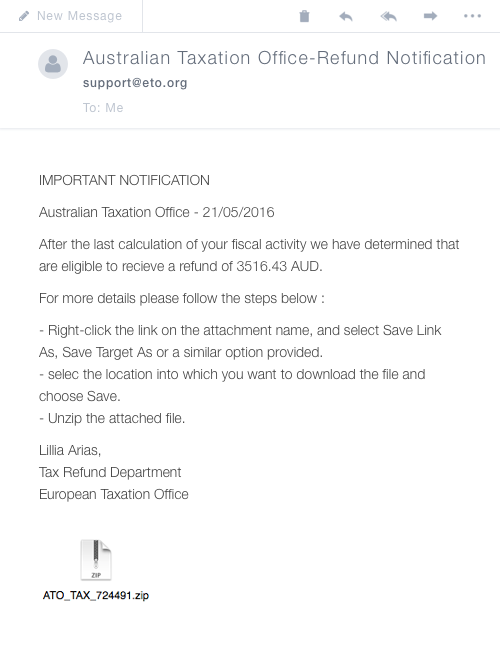 New Message
Australian Taxation Office-Refund Notification
support@eto.org
To: Me
IMPORTANT NOTIFICATION
Australian Taxation Office - 21/05/2016
After the last calculation of your fiscal activity we have determined that
are eligible to recieve a refund of 3516.43 AUD.
For more details please follow the steps below :
- Right-click the link on the attachment name, and select Save Link
As, Save Target As or a similar option provided.
- selec the location into which you want to download the file and
choose Save.
- Unzip the attached file.
Lillia Arias,
Tax Refund Department
European Taxation Office
ZIP
ATO_TAX_724491.zip